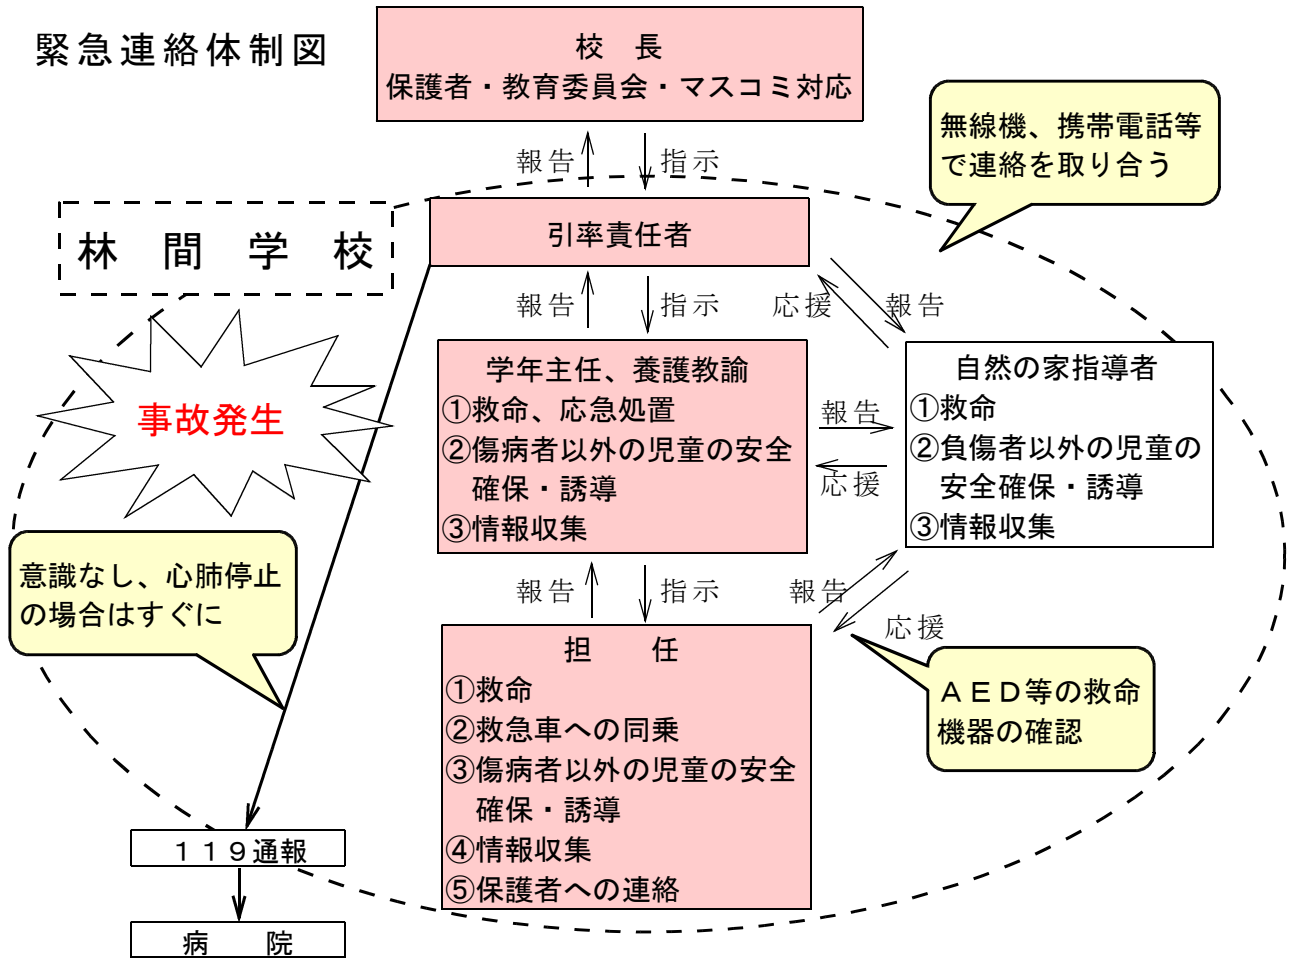 緊急連絡体制図
校　長
保護者・教育委員会・マスコミ対応
無線機、携帯電話等
で連絡を取り合う
報告
指示
林　間　学　校
引率責任者
報告
指示
応援
報告
事故発生
学年主任、養護教諭
①救命、応急処置
②傷病者以外の児童の安全
確保・誘導
③情報収集
報告
応援
自然の家指導者
①救命
②負傷者以外の児童の
安全確保・誘導
③情報収集
意識なし、心肺停止
の場合はすぐに
報告
指示
報告
応援
担　任
①救命
②救急車への同乗
③傷病者以外の児童の安全
確保・誘導
④情報収集
⑤保護者への連絡
ＡＥＤ等の救命
機器の確認
１１９通報
病　院